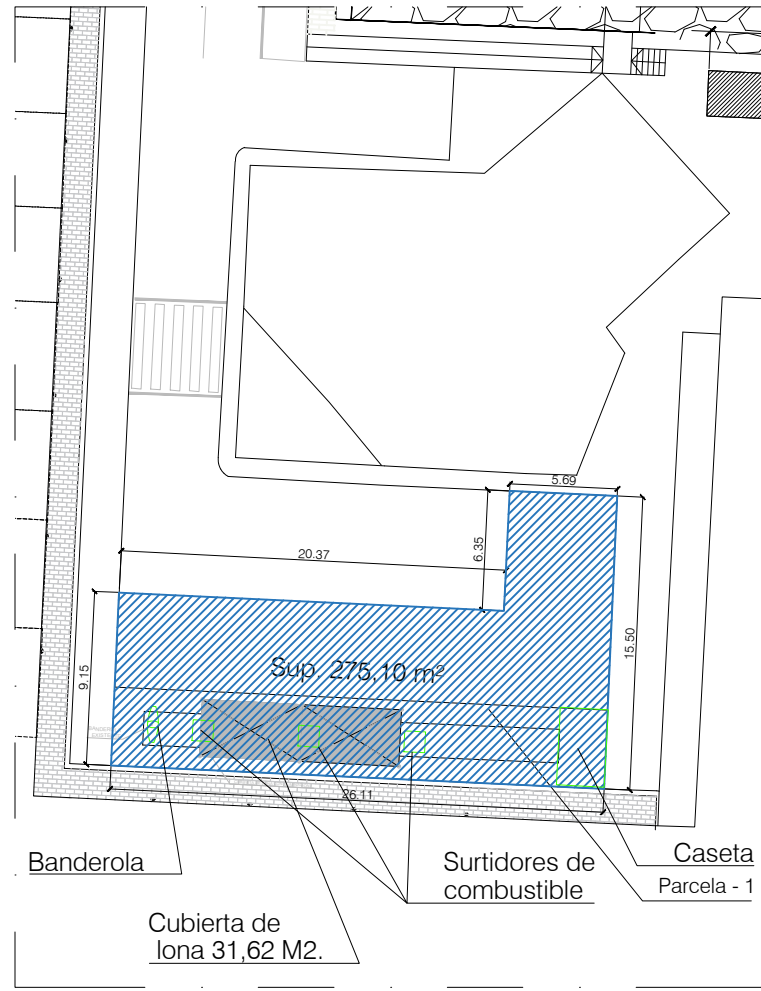 5.69
20.37
6.35
15.50
9.15
Sup. 275,10 m²
26.11
Banderola
Surtidores de
combustible
Caseta
Parcela - 1
Cubierta de
lona 31,62 M2.